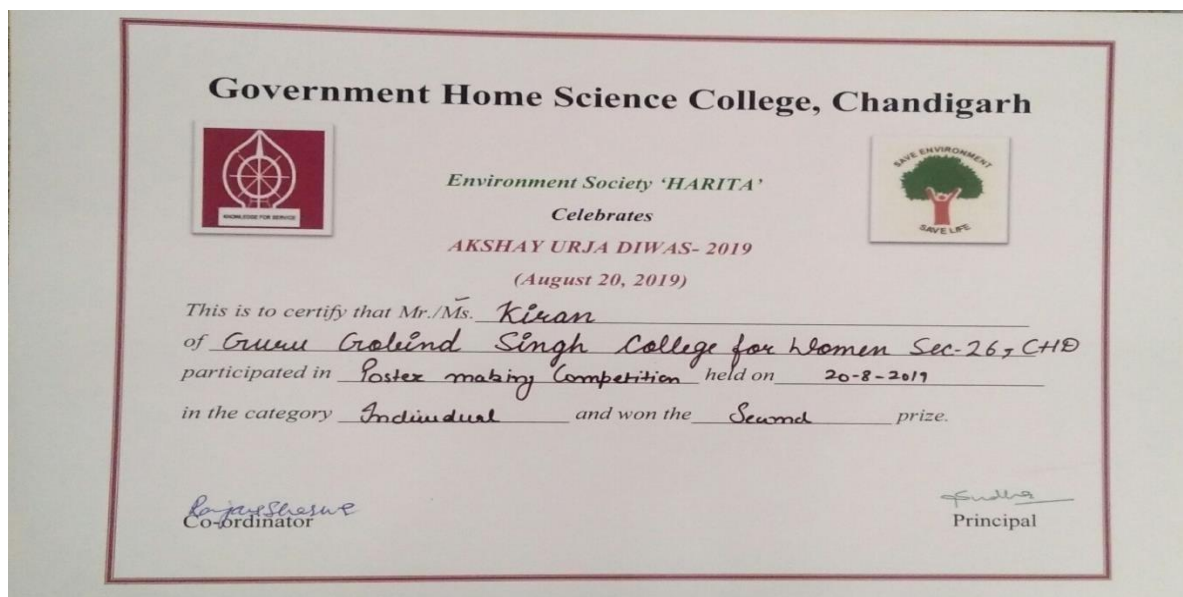 Government Home Science College, Chandigarh
KNOWLEDGE FOR SERVICE
SAVE ENVIRONMENT
SAVE LIFE
Environment Society ‘HARITA’
Celebrates
AKSHAY URJA DIWAS- 2019
(August 20, 2019)
This is to certify that Mr./Ms. Kiran
of Guru Gobind Singh College for Women Sec-26, CHD
participated in Poster making Competition held on 20-8-2019
in the category Individual and won the Second prize.
Co-ordinator
Principal